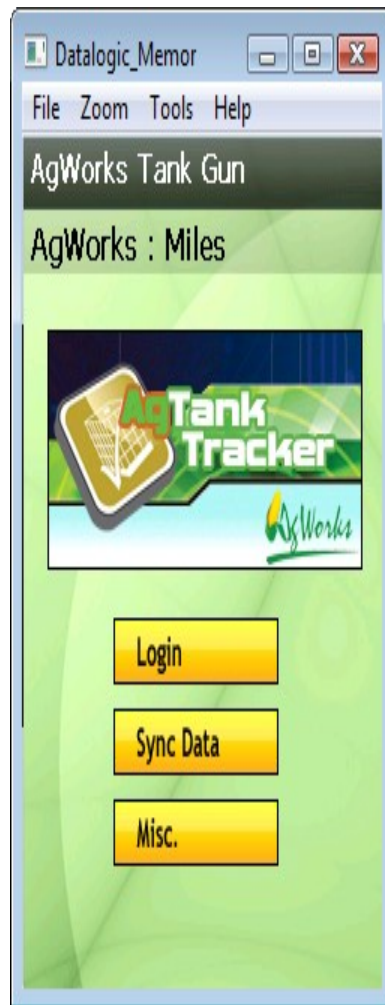 Datalogic_Memor
File Zoom Tools Help
AgWorks Tank Gun
AgWorks : Miles
AgTank
Tracker
AgWorks
Login
Sync Data
Misc.